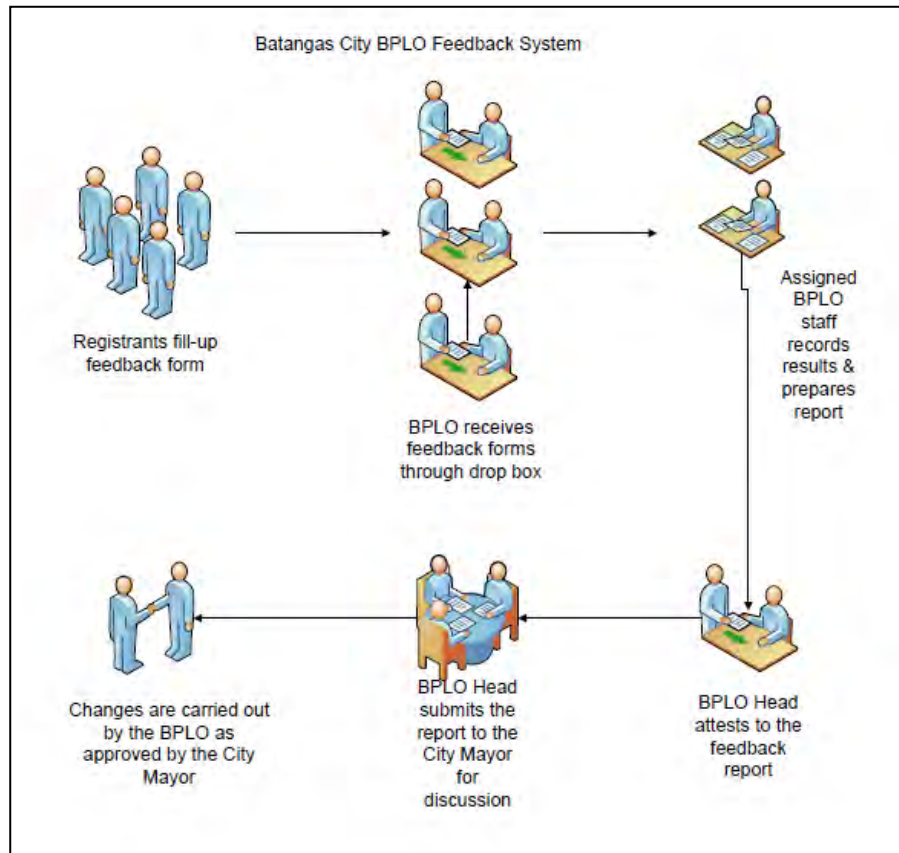 Batangas City BPLO Feedback System
Registrants fill-up
feedback form
BPLO receives
feedback forms
through drop box
Assigned
BPLO
staff
records
results &
prepares
report
BPLO Head
attests to the
feedback
report
BPLO Head
submits the
report to the
City Mayor
for
discussion
Changes are carried out
by the BPLO as
approved by the City
Mayor